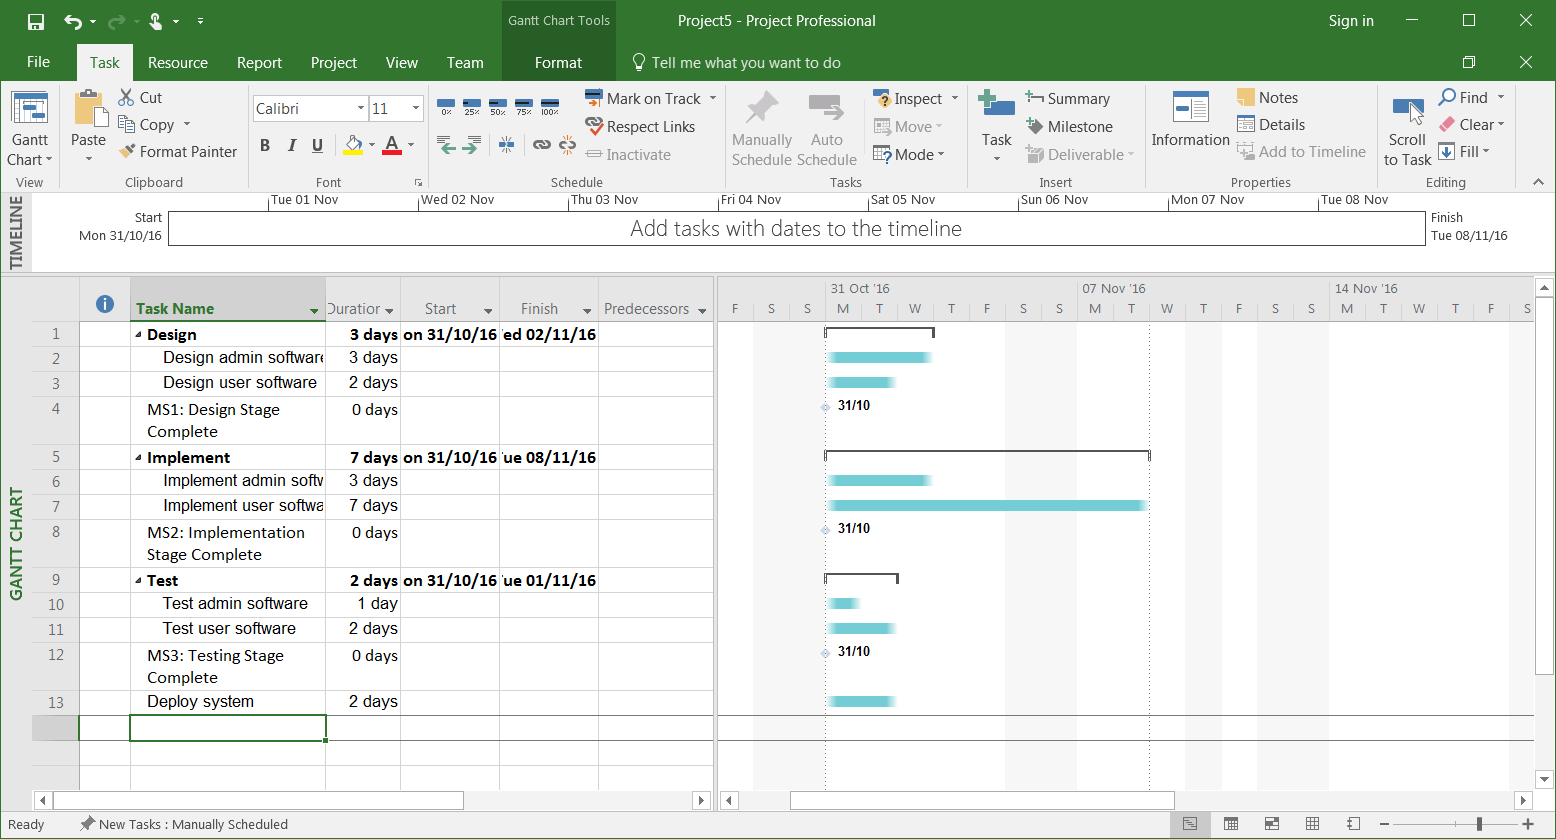 Gantt Chart Tools
Project5 - Project Professional
Sign in
File Task Resource Report Project View Team Format Tell me what you want to do
Gantt Chart
View
Paste
Cut
Copy
Format Painter
Clipboard
Calibri 11
B I U A
Font
0% 25% 50% 75% 100%
Mark on Track
Respect Links
Inactivate
Schedule
Manually Schedule
Auto Schedule
Inspect
Move
Mode
Tasks
Task
Summary
Milestone
Deliverable
Insert
Information
Notes
Details
Add to Timeline
Properties
Scroll to Task
Find
Clear
Fill
Editing
TIMELINE
Tue 01 Nov Wed 02 Nov Thu 03 Nov Fri 04 Nov Sat 05 Nov Sun 06 Nov Mon 07 Nov Tue 08 Nov
Start
Mon 31/10/16
Add tasks with dates to the timeline
Finish
Tue 08/11/16
GANTT CHART
31 Oct '16 07 Nov '16 14 Nov '16
Task Name Duratior Start Finish Predecessors
F S S M T W T F S S M T W T F S S M T W T F S
1 Design 3 days on 31/10/16 ed 02/11/16
2 Design admin software 3 days
3 Design user software 2 days
4 MS1: Design Stage 0 days 31/10
Complete
5 Implement 7 days on 31/10/16 ue 08/11/16
6 Implement admin softw 3 days
7 Implement user softwa 7 days
8 MS2: Implementation 0 days 31/10
Stage Complete
9 Test 2 days on 31/10/16 ue 01/11/16
10 Test admin software 1 day
11 Test user software 2 days
12 MS3: Testing Stage 0 days 31/10
Complete
13 Deploy system 2 days
Ready New Tasks : Manually Scheduled